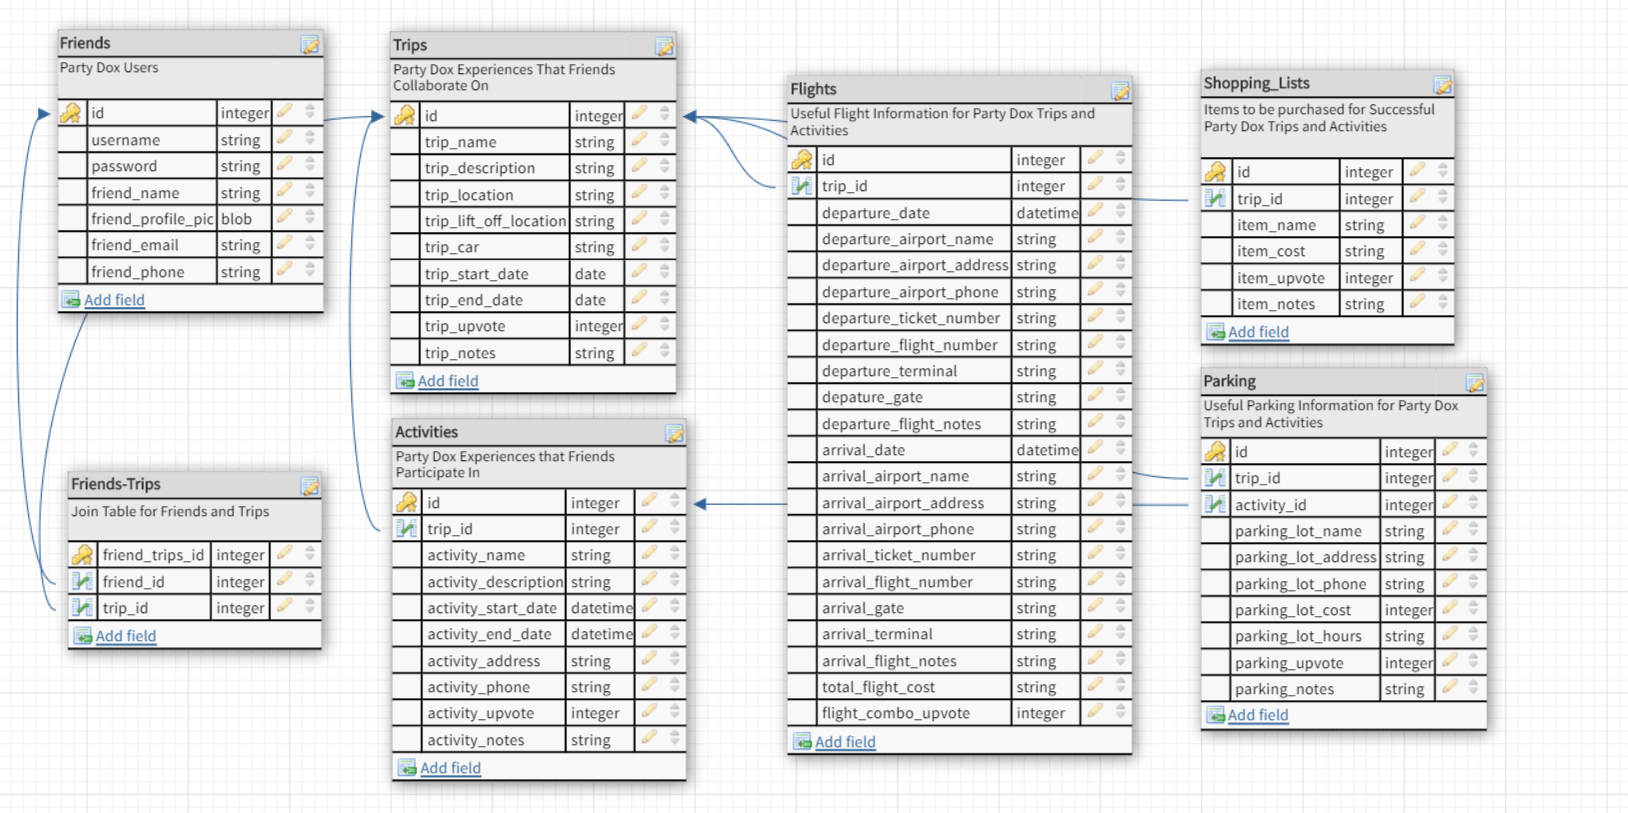 Friends
Party Dox Users
id integer
username string
password string
friend_name string
friend_profile_pic blob
friend_email string
friend_phone string
Add field
Friends-Trips
Join Table for Friends and Trips
friend_trips_id integer
friend_id integer
trip_id integer
Add field
Trips
Party Dox Experiences That Friends
Collaborate On
id integer
trip_name string
trip_description string
trip_location string
trip_lift_off_location string
trip_car string
trip_start_date date
trip_end_date date
trip_upvote integer
trip_notes string
Add field
Activities
Party Dox Experiences that Friends
Participate In
id integer
trip_id integer
activity_name string
activity_description string
activity_start_date datetime
activity_end_date datetime
activity_address string
activity_phone string
activity_upvote integer
activity_notes string
Add field
Flights
Useful Flight Information for Party Dox Trips and
Activities
id integer
trip_id integer
departure_date datetime
departure_airport_name string
departure_airport_address string
departure_airport_phone string
departure_ticket_number string
departure_flight_number string
departure_terminal string
depature_gate string
departure_flight_notes string
arrival_date datetime
arrival_airport_name string
arrival_airport_address string
arrival_airport_phone string
arrival_ticket_number string
arrival_flight_number string
arrival_gate string
arrival_terminal string
arrival_flight_notes string
total_flight_cost string
flight_combo_upvote integer
Add field
Shopping_Lists
Items to be purchased for Successful
Party Dox Trips and Activities
id integer
trip_id integer
item_name string
item_cost string
item_upvote integer
item_notes string
Add field
Parking
Useful Parking Information for Party Dox
Trips and Activities
id integer
trip_id integer
activity_id integer
parking_lot_name string
parking_lot_address string
parking_lot_phone string
parking_lot_cost integer
parking_lot_hours string
parking_upvote integer
parking_notes string
Add field